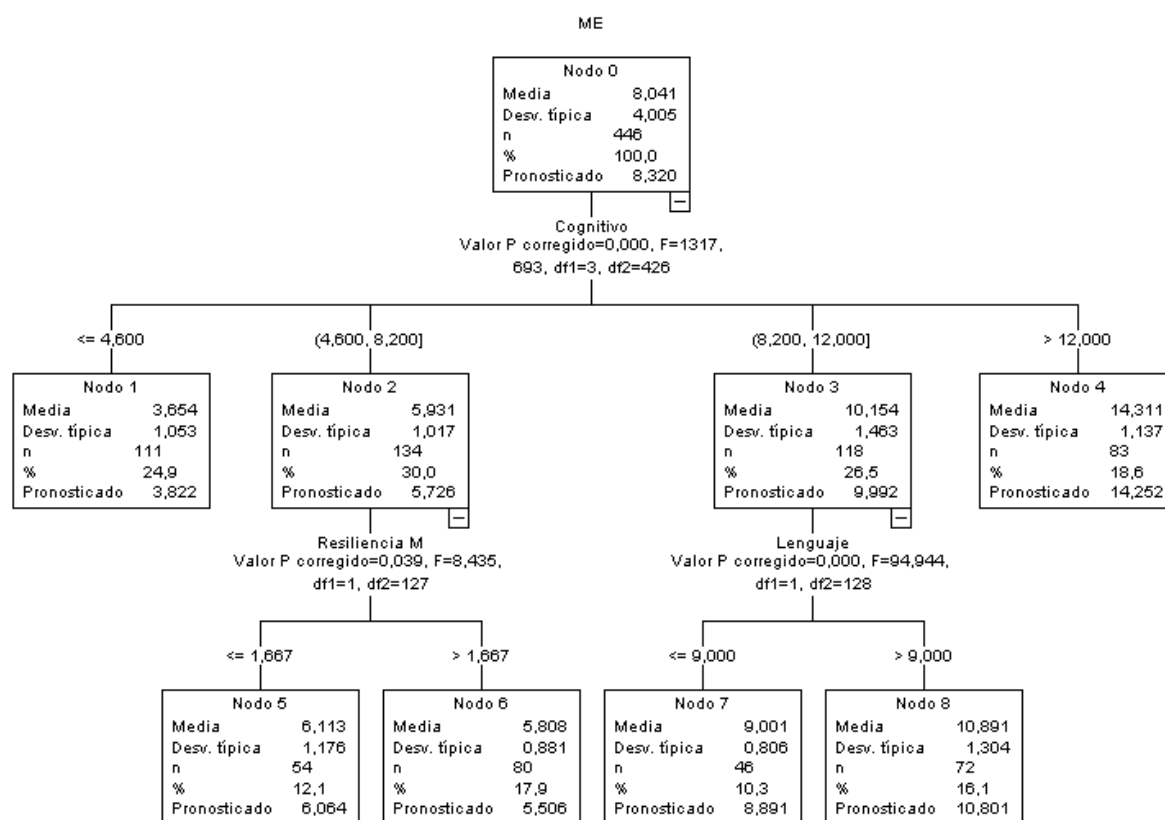 ME
Nodo 0
Media 8,041
Desv. típica 4,005
n 446
% 100,0
Pronosticado 8,320
Cognitivo
Valor P corregido=0,000, F=1317,
693, df1=3, df2=426
<= 4,600
(4,600, 8,200]
(8,200, 12,000]
> 12,000
Nodo 1
Media 3,654
Desv. típica 1,053
n 111
% 24,9
Pronosticado 3,822
Nodo 2
Media 5,931
Desv. típica 1,017
n 134
% 30,0
Pronosticado 5,726
Nodo 3
Media 10,154
Desv. típica 1,463
n 118
% 26,5
Pronosticado 9,992
Nodo 4
Media 14,311
Desv. típica 1,137
n 83
% 18,6
Pronosticado 14,252
Resiliencia M
Valor P corregido=0,039, F=8,435,
df1=1, df2=127
Lenguaje
Valor P corregido=0,000, F=94,944,
df1=1, df2=128
<= 1,667
> 1,667
<= 9,000
> 9,000
Nodo 5
Media 6,113
Desv. típica 1,176
n 54
% 12,1
Pronosticado 6,064
Nodo 6
Media 5,808
Desv. típica 0,881
n 80
% 17,9
Pronosticado 5,506
Nodo 7
Media 9,001
Desv. típica 0,806
n 46
% 10,3
Pronosticado 8,891
Nodo 8
Media 10,891
Desv. típica 1,304
n 72
% 16,1
Pronosticado 10,801